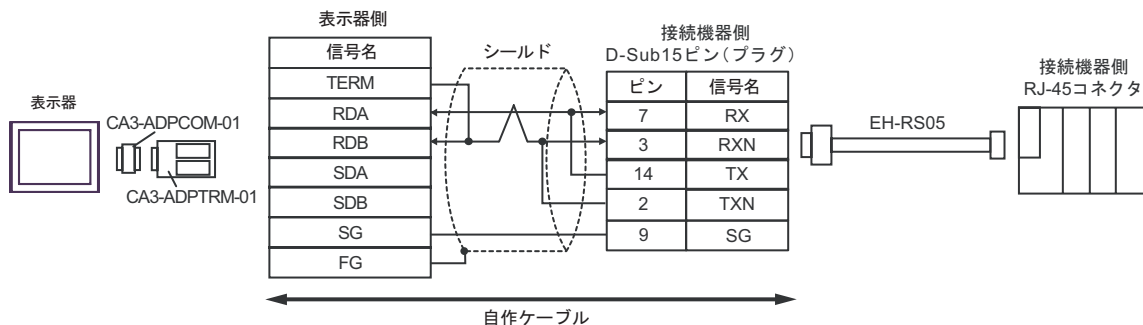 表示器
CA3-ADPCOM-01
CA3-ADPTRM-01
表示器側
信号名
TERM
RDA
RDB
SDA
SDB
SG
FG
シールド
接続機器側
D-Sub15ピン(プラグ)
ピン 信号名
7 RX
3 RXN
14 TX
2 TXN
9 SG
自作ケーブル
EH-RS05
接続機器側
RJ-45コネクタ